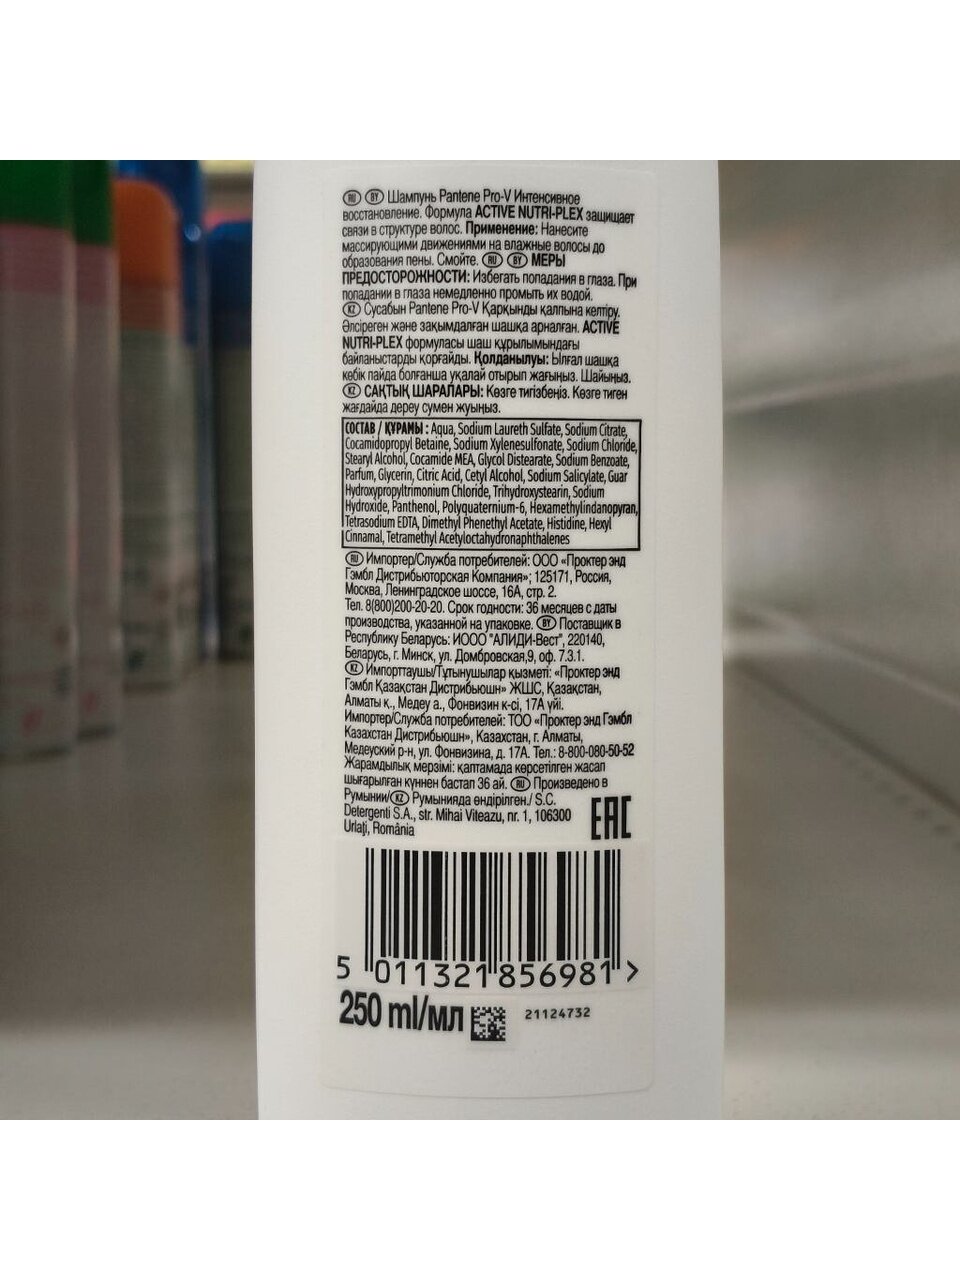 RU BY Шампунь Pantene Pro-V Интенсивное
восстановление. Формула ACTIVE NUTRI-PLEX защищает
связи в структуре волос. Применение: Нанесите
массирующими движениями на влажные волосы до
образования пены. Смойте. RU BY МЕРЫ
ПРЕДОСТОРОЖНОСТИ: Избегать попадания в глаза. При
попадании в глаза немедленно промыть их водой.
KZ Сусабын Pantene Pro-V Қарқынды қалпына келтіру.
Әлсіреген және зақымдалған шашқа арналған. ACTIVE
NUTRI-PLEX формуласы шаш құрылымындағы
байланыстарды қорғайды. Қолданылуы: Ылғал шашқа
көбік пайда болғанша уқалай отырып жағыңыз. Шайыңыз.
KZ САҚТЫҚ ШАРАЛАРЫ: Көзге тигізбеңіз. Көзге тиген
жағдайда дереу сумен жуыңыз.
СОСТАВ / ҚҰРАМЫ : Aqua, Sodium Laureth Sulfate, Sodium Citrate,
Cocamidopropyl Betaine, Sodium Xylenesulfonate, Sodium Chloride,
Stearyl Alcohol, Cocamide MEA, Glycol Distearate, Sodium Benzoate,
Parfum, Glycerin, Citric Acid, Cetyl Alcohol, Sodium Salicylate, Guar
Hydroxypropyltrimonium Chloride, Trihydroxystearin, Sodium
Hydroxide, Panthenol, Polyquaternium-6, Hexamethylindanopyran,
Tetrasodium EDTA, Dimethyl Phenethyl Acetate, Histidine, Hexyl
Cinnamal, Tetramethyl Acetyloctahydronaphthalenes
RU Импортер/Служба потребителей: ООО «Проктер энд
Гэмбл Дистрибьюторская Компания»; 125171, Россия,
Москва, Ленинградское шоссе, 16А, стр. 2.
Тел. 8(800)200-20-20. Срок годности: 36 месяцев с даты
производства, указанной на упаковке. BY Поставщик в
Республику Беларусь: ИООО "АЛИДИ-Вест", 220140,
Беларусь, г. Минск, ул. Домбровская,9, оф. 7.3.1.
KZ Импорттаушы/Тұтынушылар қызметі: «Проктер энд
Гэмбл Қазақстан Дистрибьюшн» ЖШС, Қазақстан,
Алматы қ., Медеу а., Фонвизин к-сі, 17А үйі.
Импортер/Служба потребителей: ТОО «Проктер энд Гэмбл
Казахстан Дистрибьюшн», Казахстан, г. Алматы,
Медеуский р-н, ул. Фонвизина, д. 17А. Тел.: 8-800-080-50-52
Жарамдылық мерзімі: қаптамада көрсетілген жасап
шығарылған күннен бастап 36 ай. RU Произведено в
Румынии/KZ Румынияда өндірілген./ S.C.
Detergenti S.A., str. Mihai Viteazu, nr. 1, 106300
Urlați, România
EAC
5 011321 856981 >
250 ml/мл 21124732